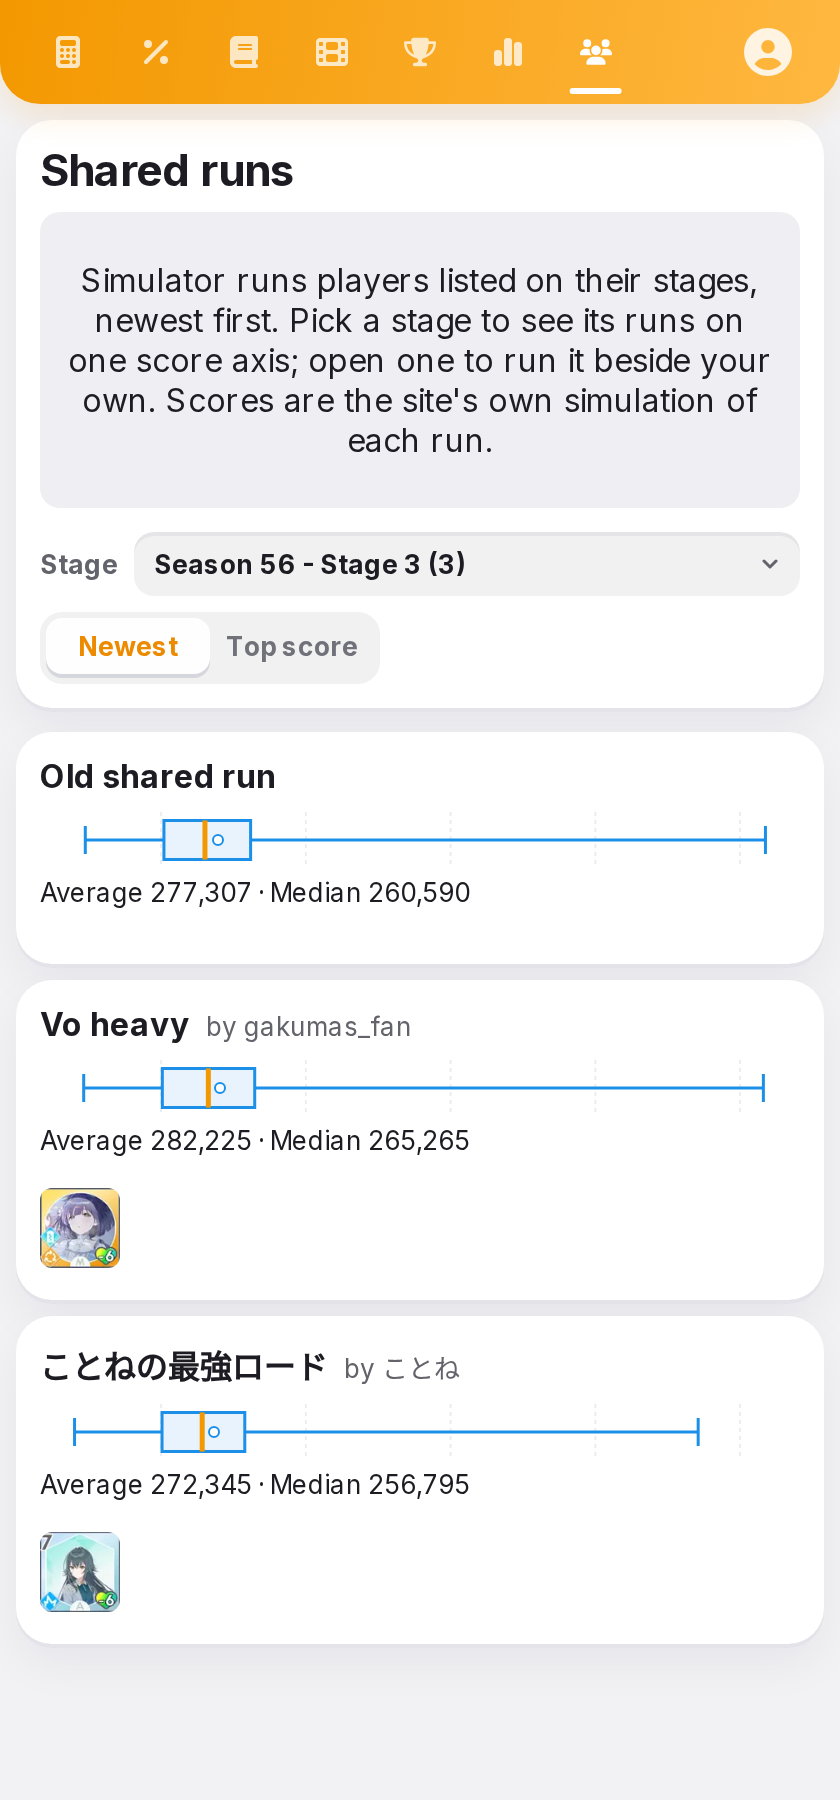 Shared runs
Simulator runs players listed on their stages,
newest first. Pick a stage to see its runs on
one score axis; open one to run it beside your
own. Scores are the site's own simulation of
each run.
Stage
Season 56 - Stage 3 (3)
Newest
Top score
Old shared run
Average 277,307 · Median 260,590
Vo heavy by gakumas_fan
Average 282,225 · Median 265,265
-6
M
ことねの最強ロード by ことね
Average 272,345 · Median 256,795
7
-6
A